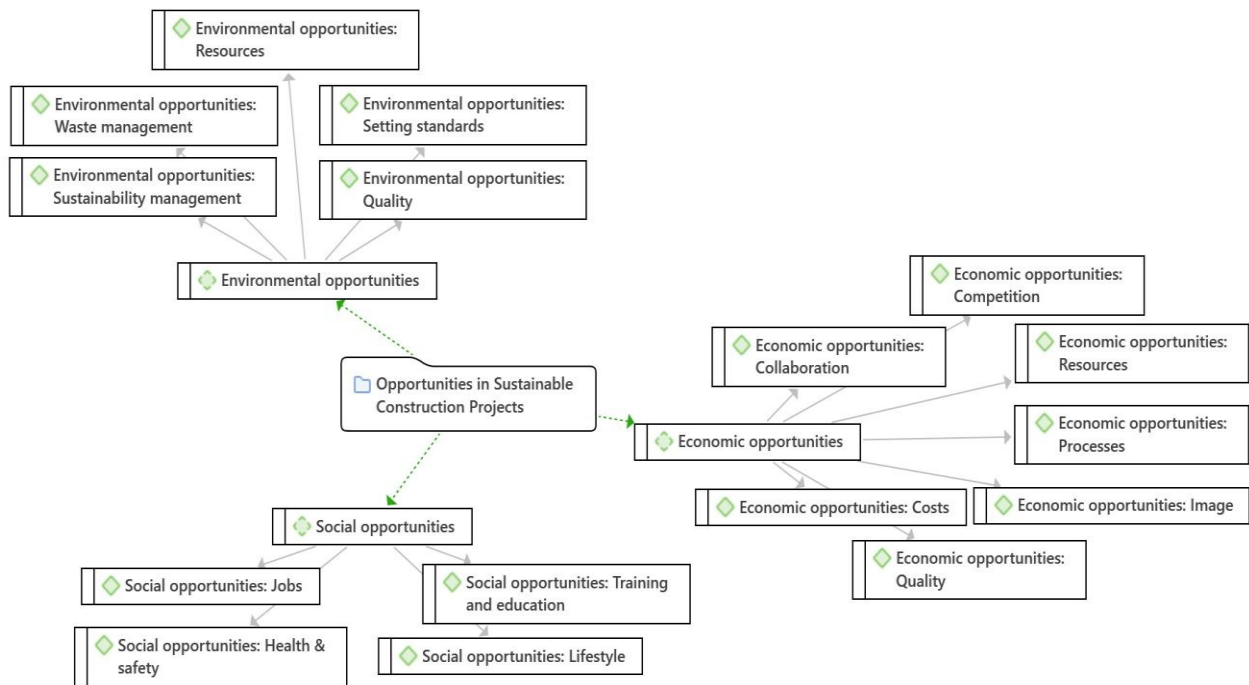 Environmental opportunities:
Resources
Environmental opportunities:
Waste management
Environmental opportunities:
Setting standards
Environmental opportunities:
Sustainability management
Environmental opportunities:
Quality
Environmental opportunities
Economic opportunities:
Competition
Economic opportunities:
Collaboration
Economic opportunities:
Resources
Opportunities in Sustainable
Construction Projects
Economic opportunities
Economic opportunities:
Processes
Economic opportunities: Costs
Economic opportunities: Image
Economic opportunities:
Quality
Social opportunities
Social opportunities: Jobs
Social opportunities: Training
and education
Social opportunities: Health &
safety
Social opportunities: Lifestyle